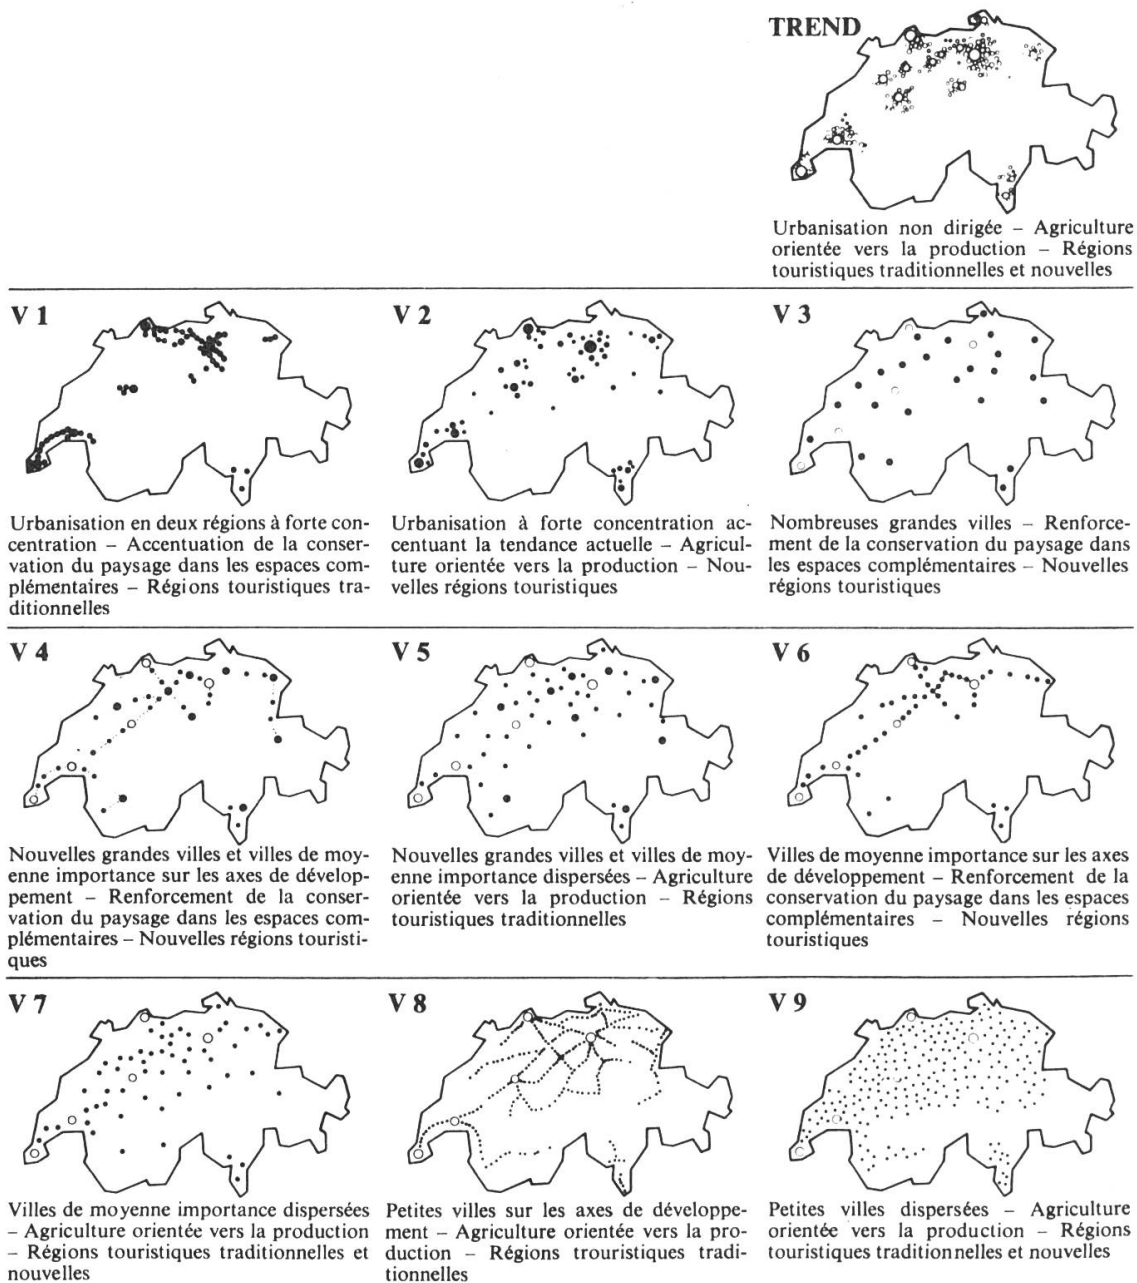 TREND
Urbanisation non dirigée – Agriculture
orientée vers la production – Régions
touristiques traditionnelles et nouvelles
V 1
Urbanisation en deux régions à forte con-
centration – Accentuation de la conser-
vation du paysage dans les espaces com-
plémentaires – Régions touristiques tra-
ditionnelles
V 2
Urbanisation à forte concentration ac-
centuant la tendance actuelle – Agricul-
ture orientée vers la production – Nou-
velles régions touristiques
V 3
Nombreuses grandes villes – Renforce-
ment de la conservation du paysage dans
les espaces complémentaires – Nouvelles
régions touristiques
V 4
Nouvelles grandes villes et villes de moy-
enne importance sur les axes de dévelop-
pement – Renforcement de la conser-
vation du paysage dans les espaces com-
plémentaires – Nouvelles régions touristi-
ques
V 5
Nouvelles grandes villes et villes de moy-
enne importance dispersées – Agriculture
orientée vers la production – Régions
touristiques traditionnelles
V 6
Villes de moyenne importance sur les axes
de développement – Renforcement de la
conservation du paysage dans les espaces
complémentaires – Nouvelles régions
touristiques
V 7
Villes de moyenne importance dispersées
– Agriculture orientée vers la production
– Régions touristiques traditionnelles et
nouvelles
V 8
Petites villes sur les axes de développe-
ment – Agriculture orientée vers la pro-
duction – Régions trouristiques tradi-
tionnelles
V 9
Petites villes dispersées – Agriculture
orientée vers la production – Régions
touristiques traditionnelles et nouvelles